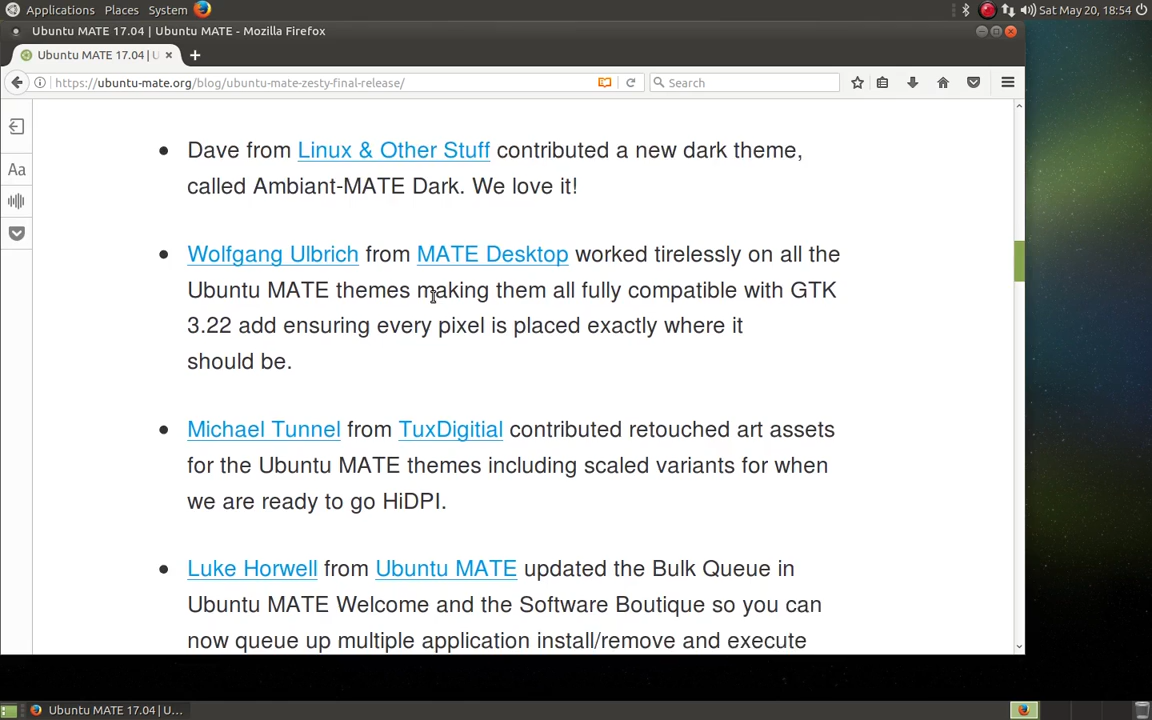 Applications Places System
Sat May 20, 18:54
Ubuntu MATE 17.04 | Ubuntu MATE - Mozilla Firefox
Ubuntu MATE 17.04 | U
https://ubuntu-mate.org/blog/ubuntu-mate-zesty-final-release/
Search
Dave from Linux & Other Stuff contributed a new dark theme,
called Ambiant-MATE Dark. We love it!
Wolfgang Ulbrich from MATE Desktop worked tirelessly on all the
Ubuntu MATE themes making them all fully compatible with GTK
3.22 add ensuring every pixel is placed exactly where it
should be.
Michael Tunnel from TuxDigitial contributed retouched art assets
for the Ubuntu MATE themes including scaled variants for when
we are ready to go HiDPI.
Luke Horwell from Ubuntu MATE updated the Bulk Queue in
Ubuntu MATE Welcome and the Software Boutique so you can
now queue up multiple application install/remove and execute
Aa
Ubuntu MATE 17.04 | U...